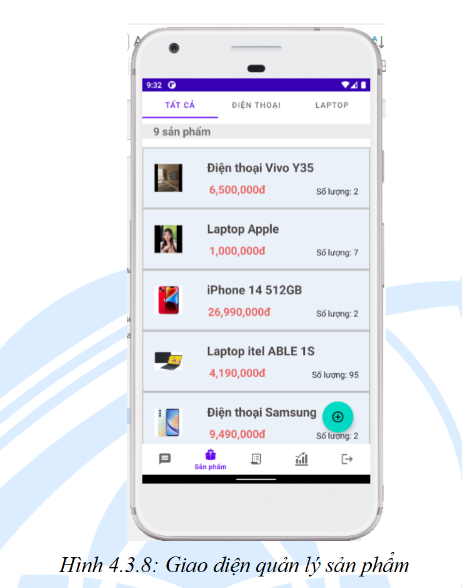 9:32
TẤT CẢ ĐIỆN THOẠI LAPTOP
9 sản phẩm
Điện thoại Vivo Y35
6,500,000đ Số lượng: 2
Laptop Apple
1,000,000đ Số lượng: 7
iPhone 14 512GB
26,990,000đ Số lượng: 2
Laptop itel ABLE 1S
4,190,000đ Số lượng: 95
Điện thoại Samsung
9,490,000đ Số lượng: 2
Sản phẩm
Hình 4.3.8: Giao diện quản lý sản phẩm